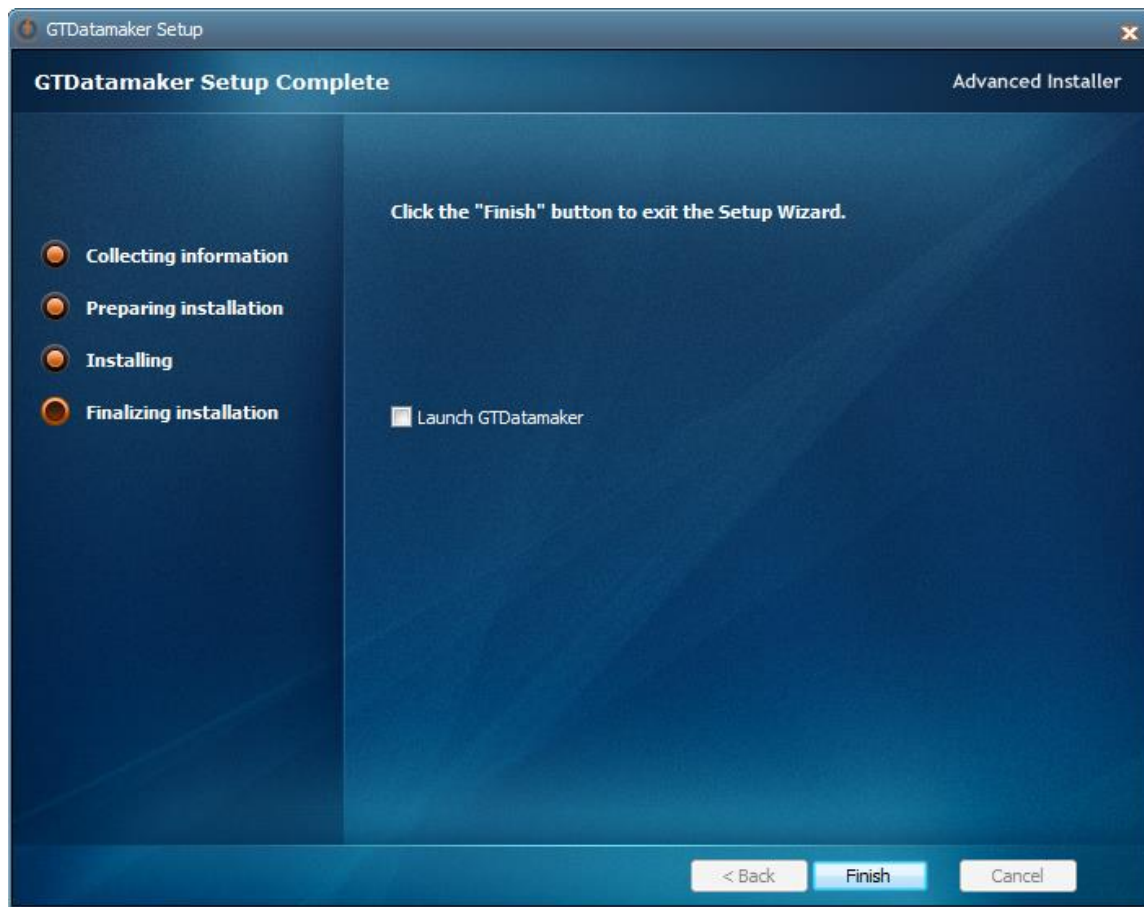 GTDatamaker Setup
GTDatamaker Setup Complete
Advanced Installer
Click the "Finish" button to exit the Setup Wizard.
Collecting information
Preparing installation
Installing
Finalizing installation
Launch GTDatamaker
< Back
Finish
Cancel